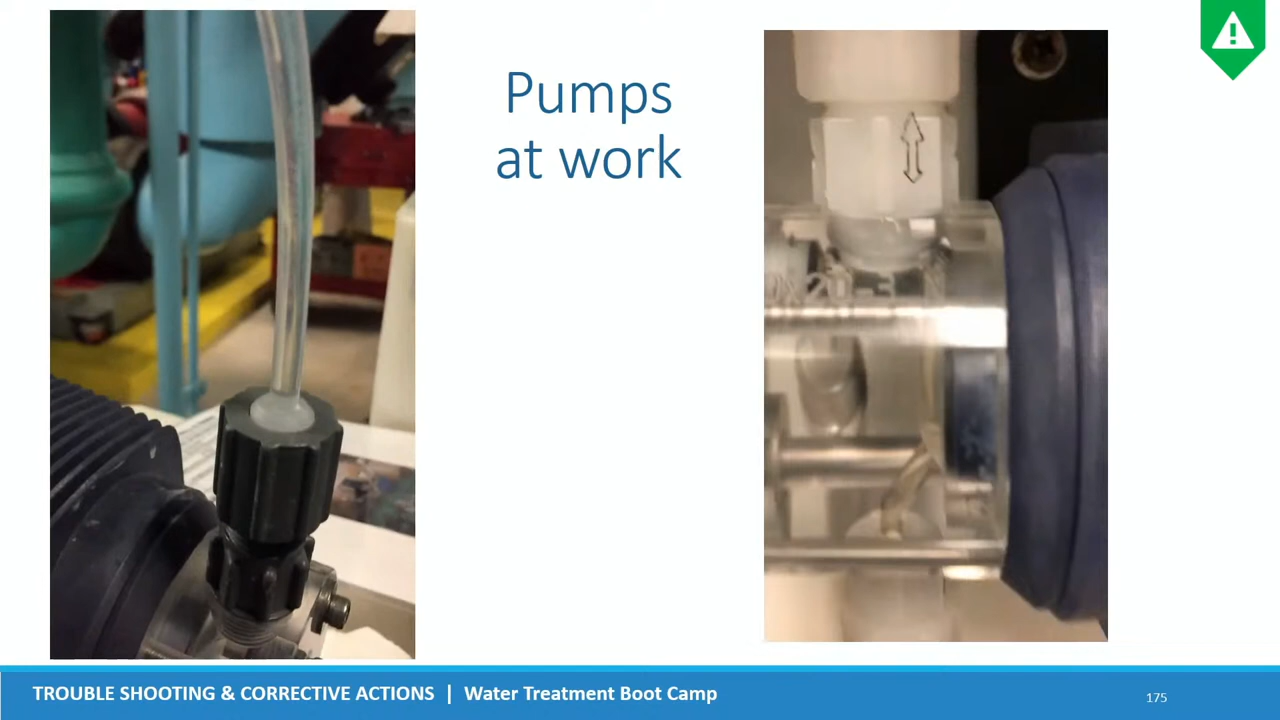 Pumps
at work
TROUBLE SHOOTING & CORRECTIVE ACTIONS | Water Treatment Boot Camp
175